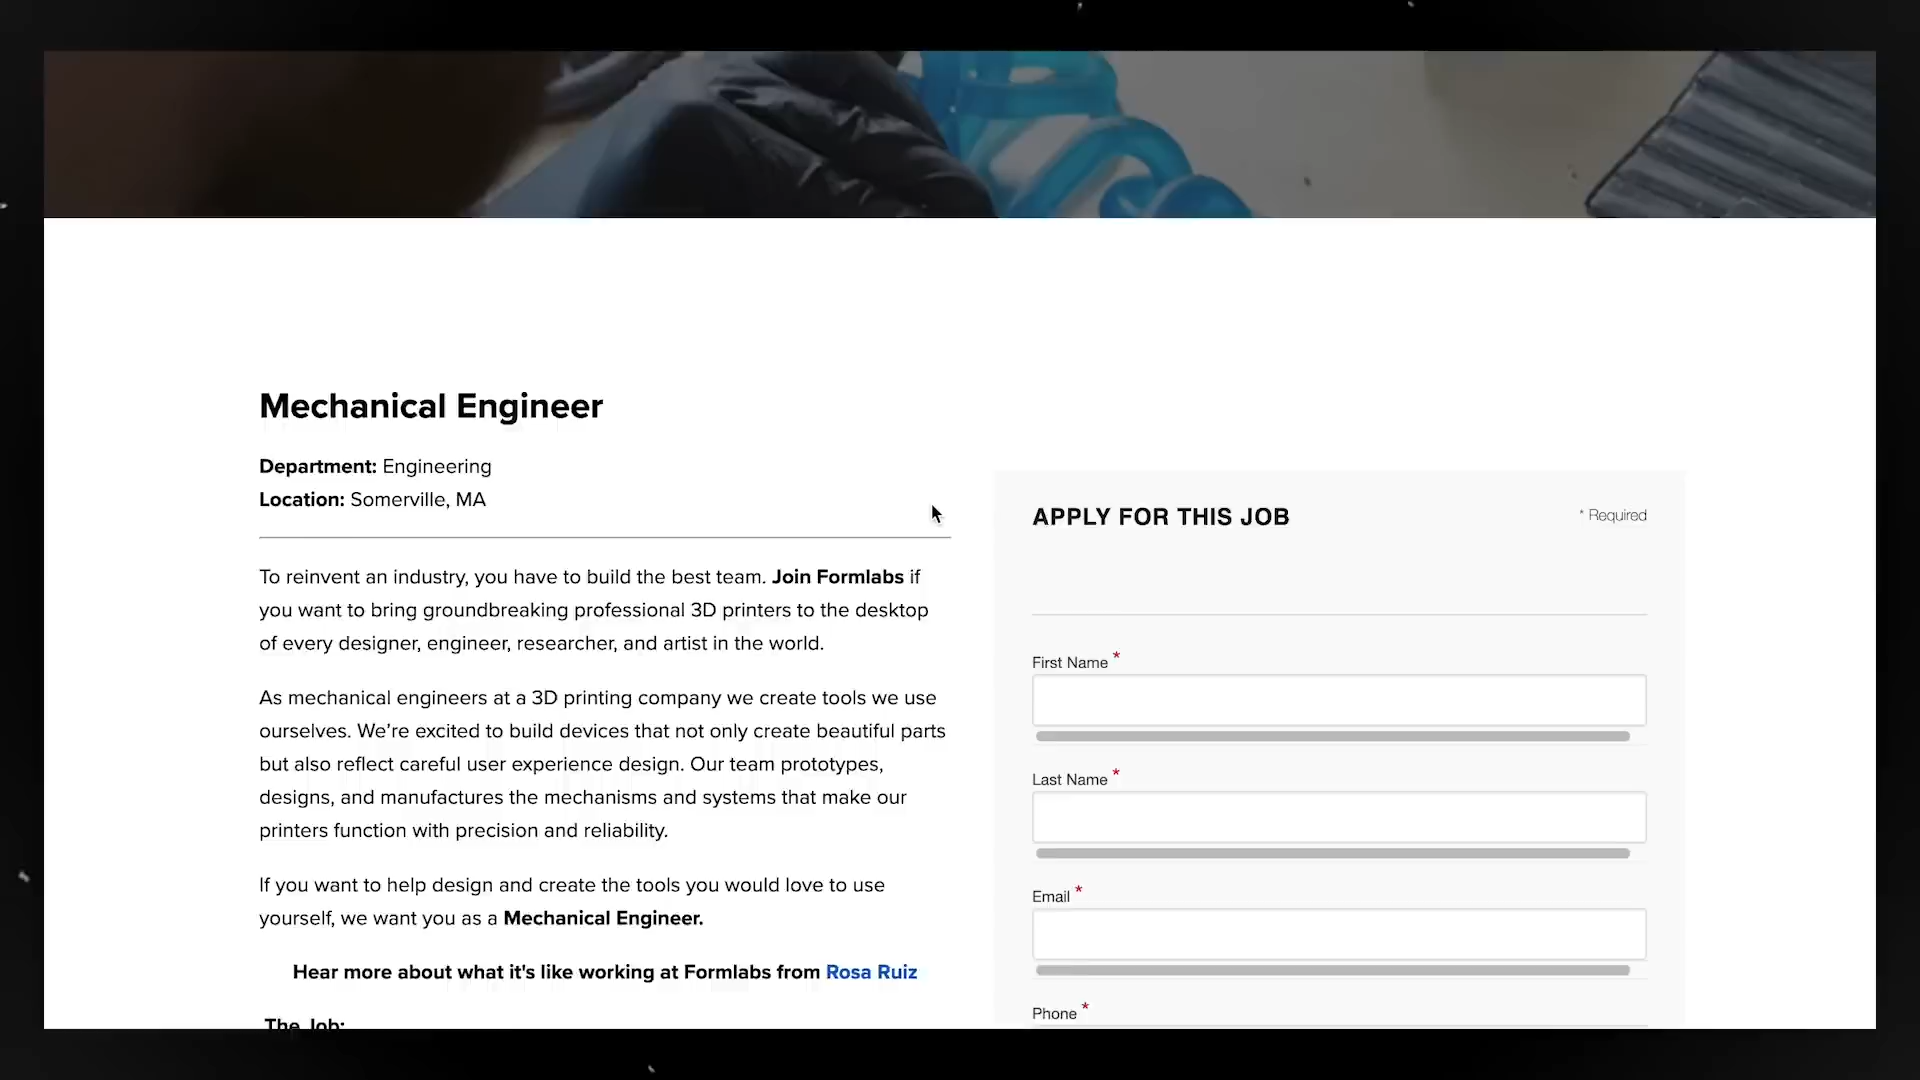 Mechanical Engineer
Department: Engineering
Location: Somerville, MA
To reinvent an industry, you have to build the best team. Join Formlabs if
you want to bring groundbreaking professional 3D printers to the desktop
of every designer, engineer, researcher, and artist in the world.
As mechanical engineers at a 3D printing company we create tools we use
ourselves. We’re excited to build devices that not only create beautiful parts
but also reflect careful user experience design. Our team prototypes,
designs, and manufactures the mechanisms and systems that make our
printers function with precision and reliability.
If you want to help design and create the tools you would love to use
yourself, we want you as a Mechanical Engineer.
Hear more about what it's like working at Formlabs from Rosa Ruiz
The Job:
APPLY FOR THIS JOB
* Required
First Name *
Last Name *
Email *
Phone *